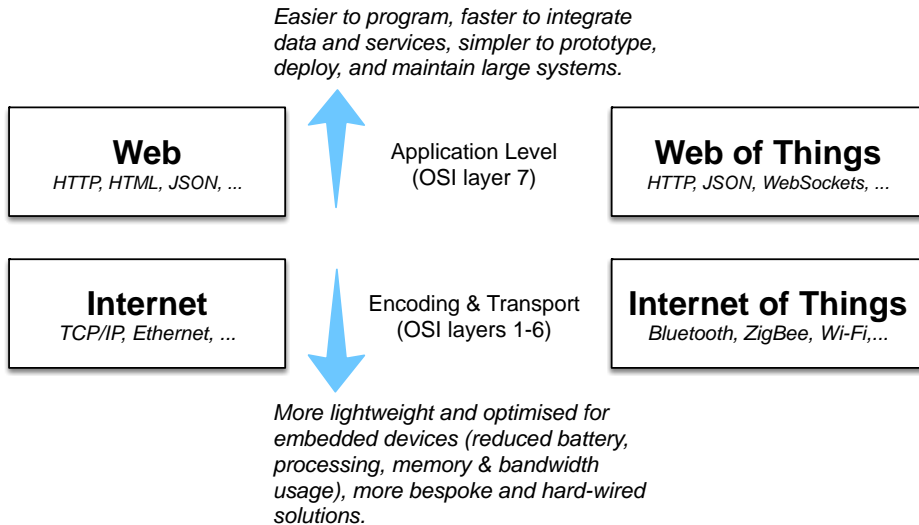 Easier to program, faster to integrate
data and services, simpler to prototype,
deploy, and maintain large systems.
Web
HTTP, HTML, JSON, ...
Application Level
(OSI layer 7)
Web of Things
HTTP, JSON, WebSockets, ...
Internet
TCP/IP, Ethernet, ...
Encoding & Transport
(OSI layers 1-6)
Internet of Things
Bluetooth, ZigBee, Wi-Fi,...
More lightweight and optimised for
embedded devices (reduced battery,
processing, memory & bandwidth
usage), more bespoke and hard-wired
solutions.